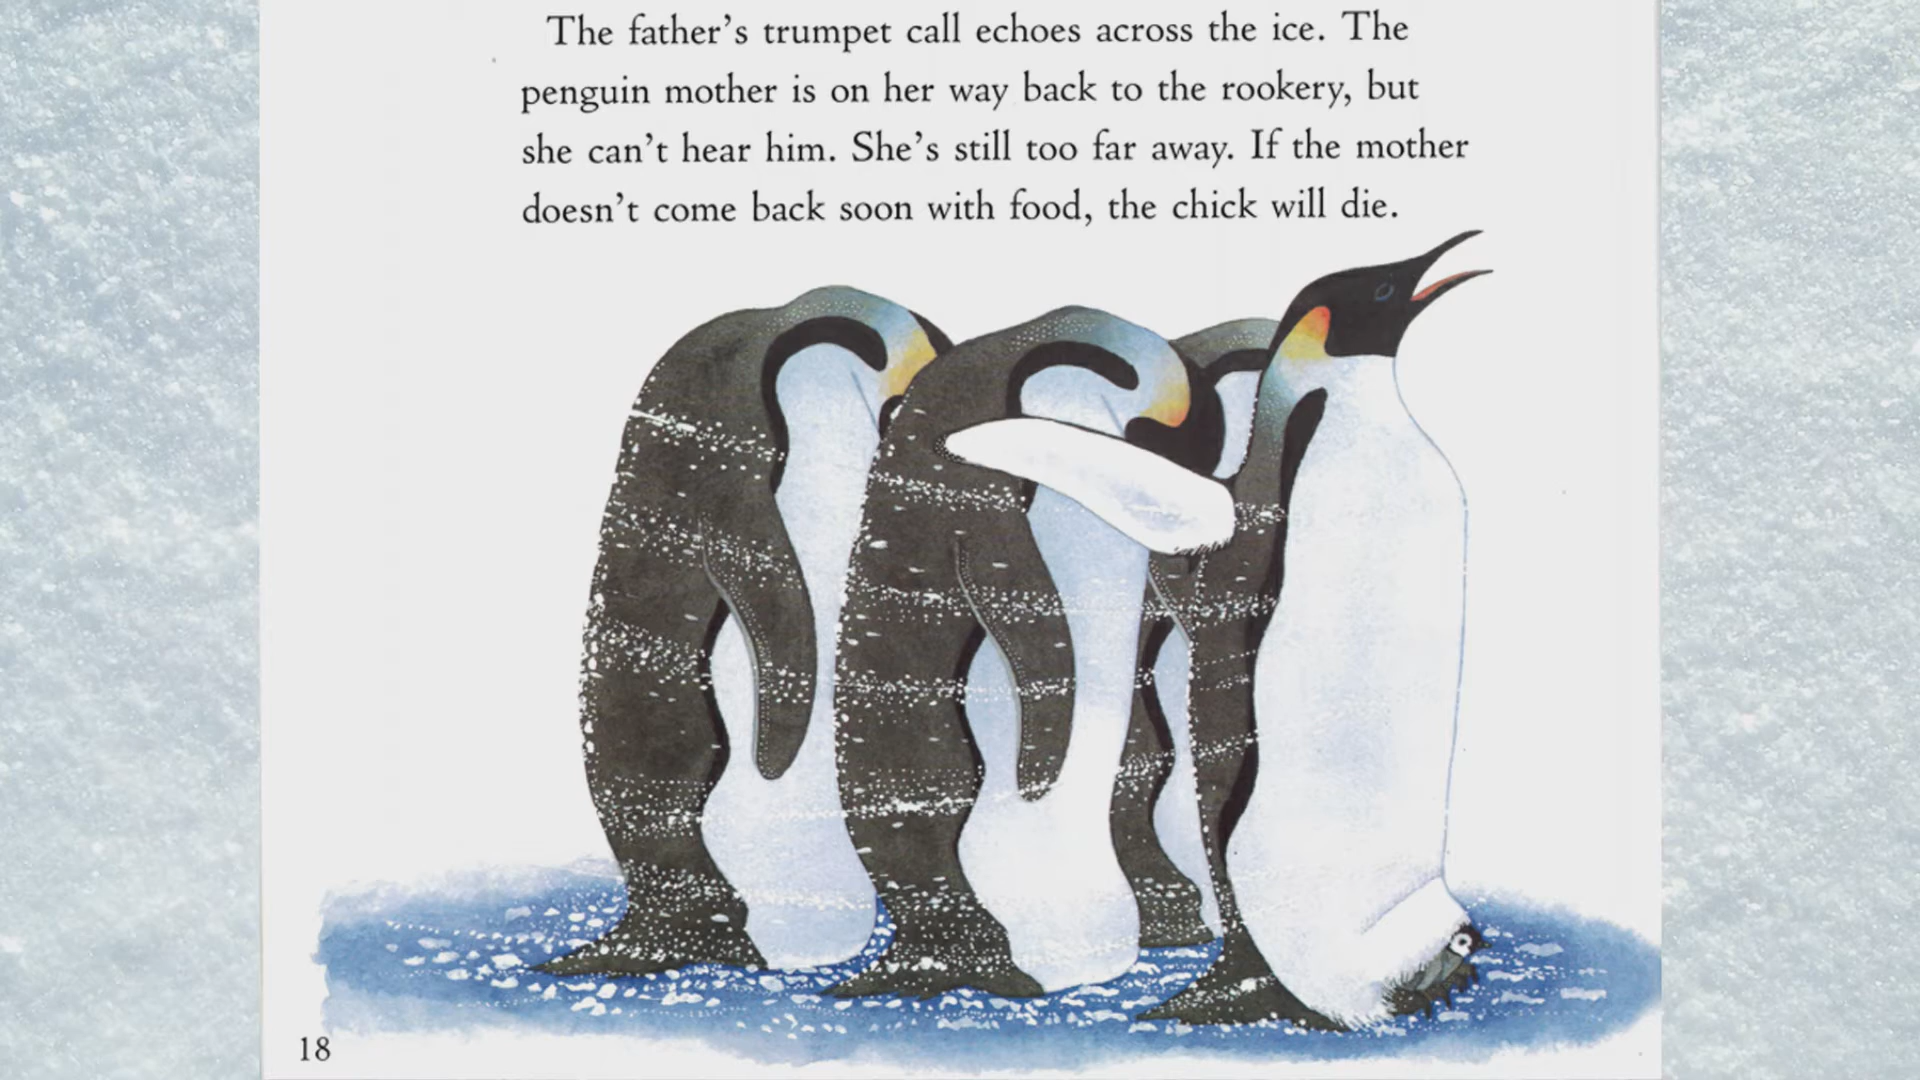 The father's trumpet call echoes across the ice. The
penguin mother is on her way back to the rookery, but
she can't hear him. She's still too far away. If the mother
doesn't come back soon with food, the chick will die.
18